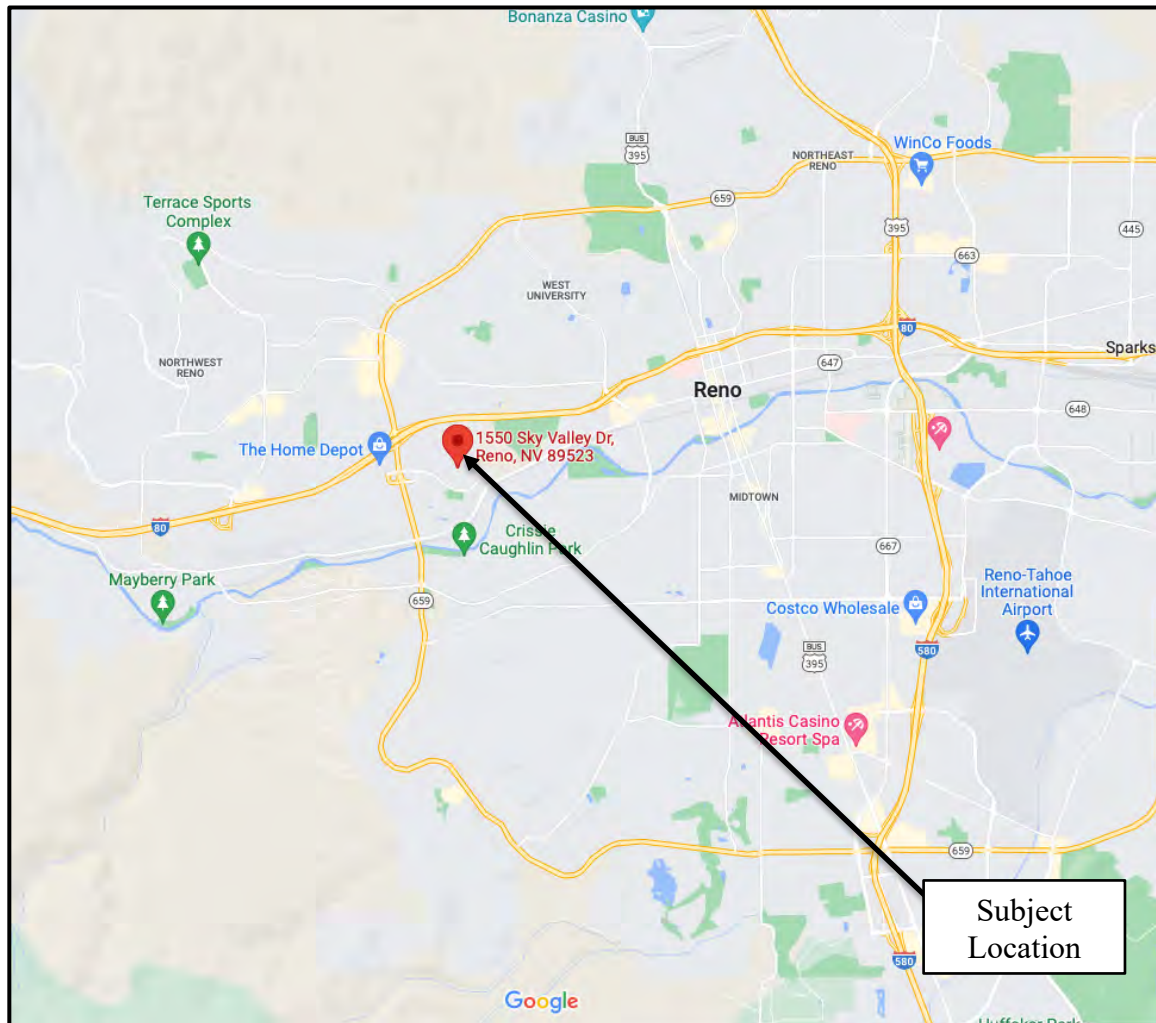 Bonanza Casino
BUS
395
NORTHEAST
RENO
WinCo Foods
659
Terrace Sports
Complex
395
445
663
WEST
UNIVERSITY
80
NORTHWEST
RENO
647
Sparks
Reno
648
The Home Depot
1550 Sky Valley Dr,
Reno, NV 89523
MIDTOWN
80
Crissie
Caughlin Park
667
Mayberry Park
659
Costco Wholesale
Reno-Tahoe
International
Airport
BUS
395
580
Atlantis Casino
Resort Spa
659
Subject
Location
580
Google
Huffaker Park